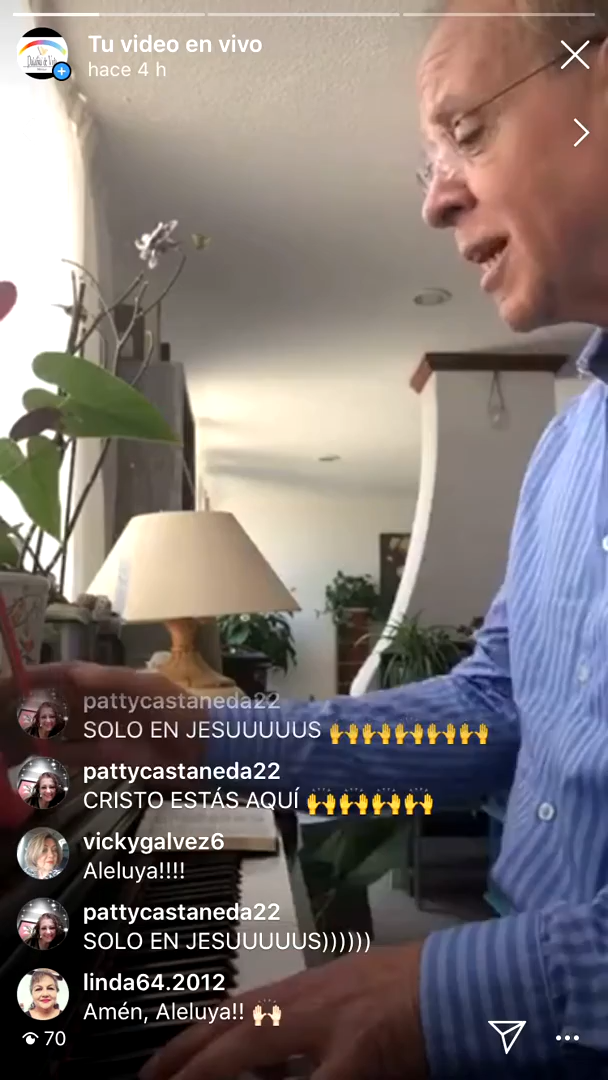 Tu video en vivo
hace 4 h
pattycastaneda22
SOLO EN JESUUUUUS 🙌🙌🙌🙌🙌
pattycastaneda22
CRISTO ESTÁS AQUÍ 🙌🙌🙌🙌
vickygalvez6
Aleluya!!!!
pattycastaneda22
SOLO EN JESUUUUUS))))))
linda64.2012
Amén, Aleluya!! 🙌🏻
70